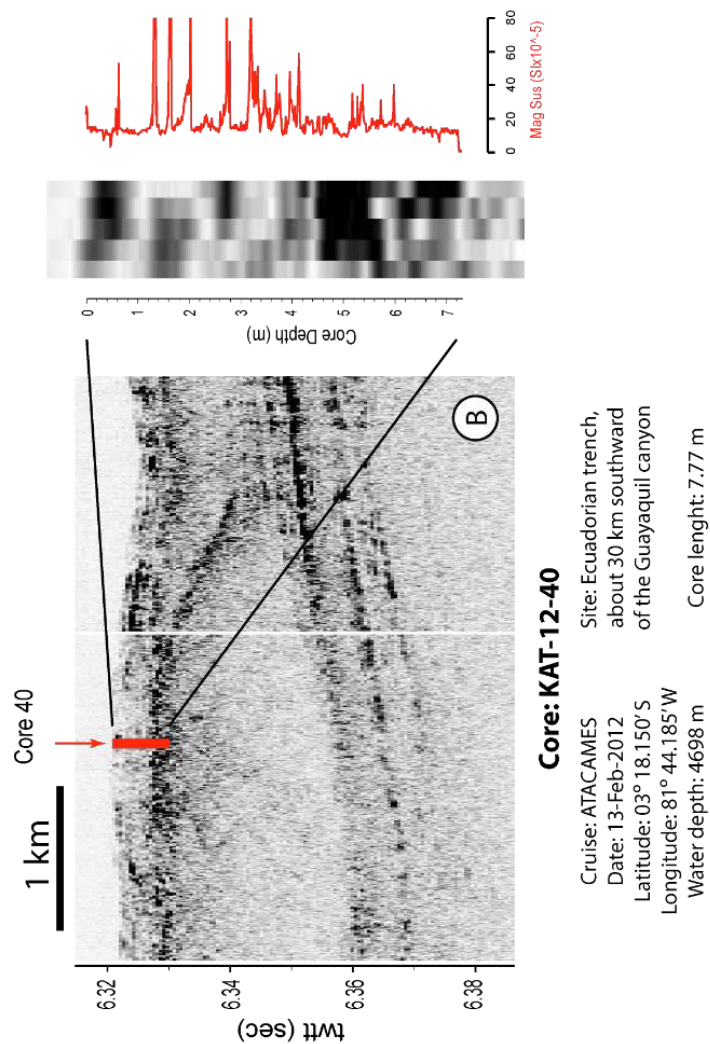 Core 40
1 km
twtt (sec)
6.32
6.34
6.36
6.38
B
Core Depth (m)
0
1
2
3
4
5
6
7
0
20
40
60
80
Mag Sus (SIx10^-5)
Core: KAT-12-40
Cruise: ATACAMES
Date: 13-Feb-2012
Latitude: 03° 18.150' S
Longitude: 81° 44.185'W
Water depth: 4698 m
Site: Ecuadorian trench,
about 30 km southward
of the Guayaquil canyon
Core lenght: 7.77 m